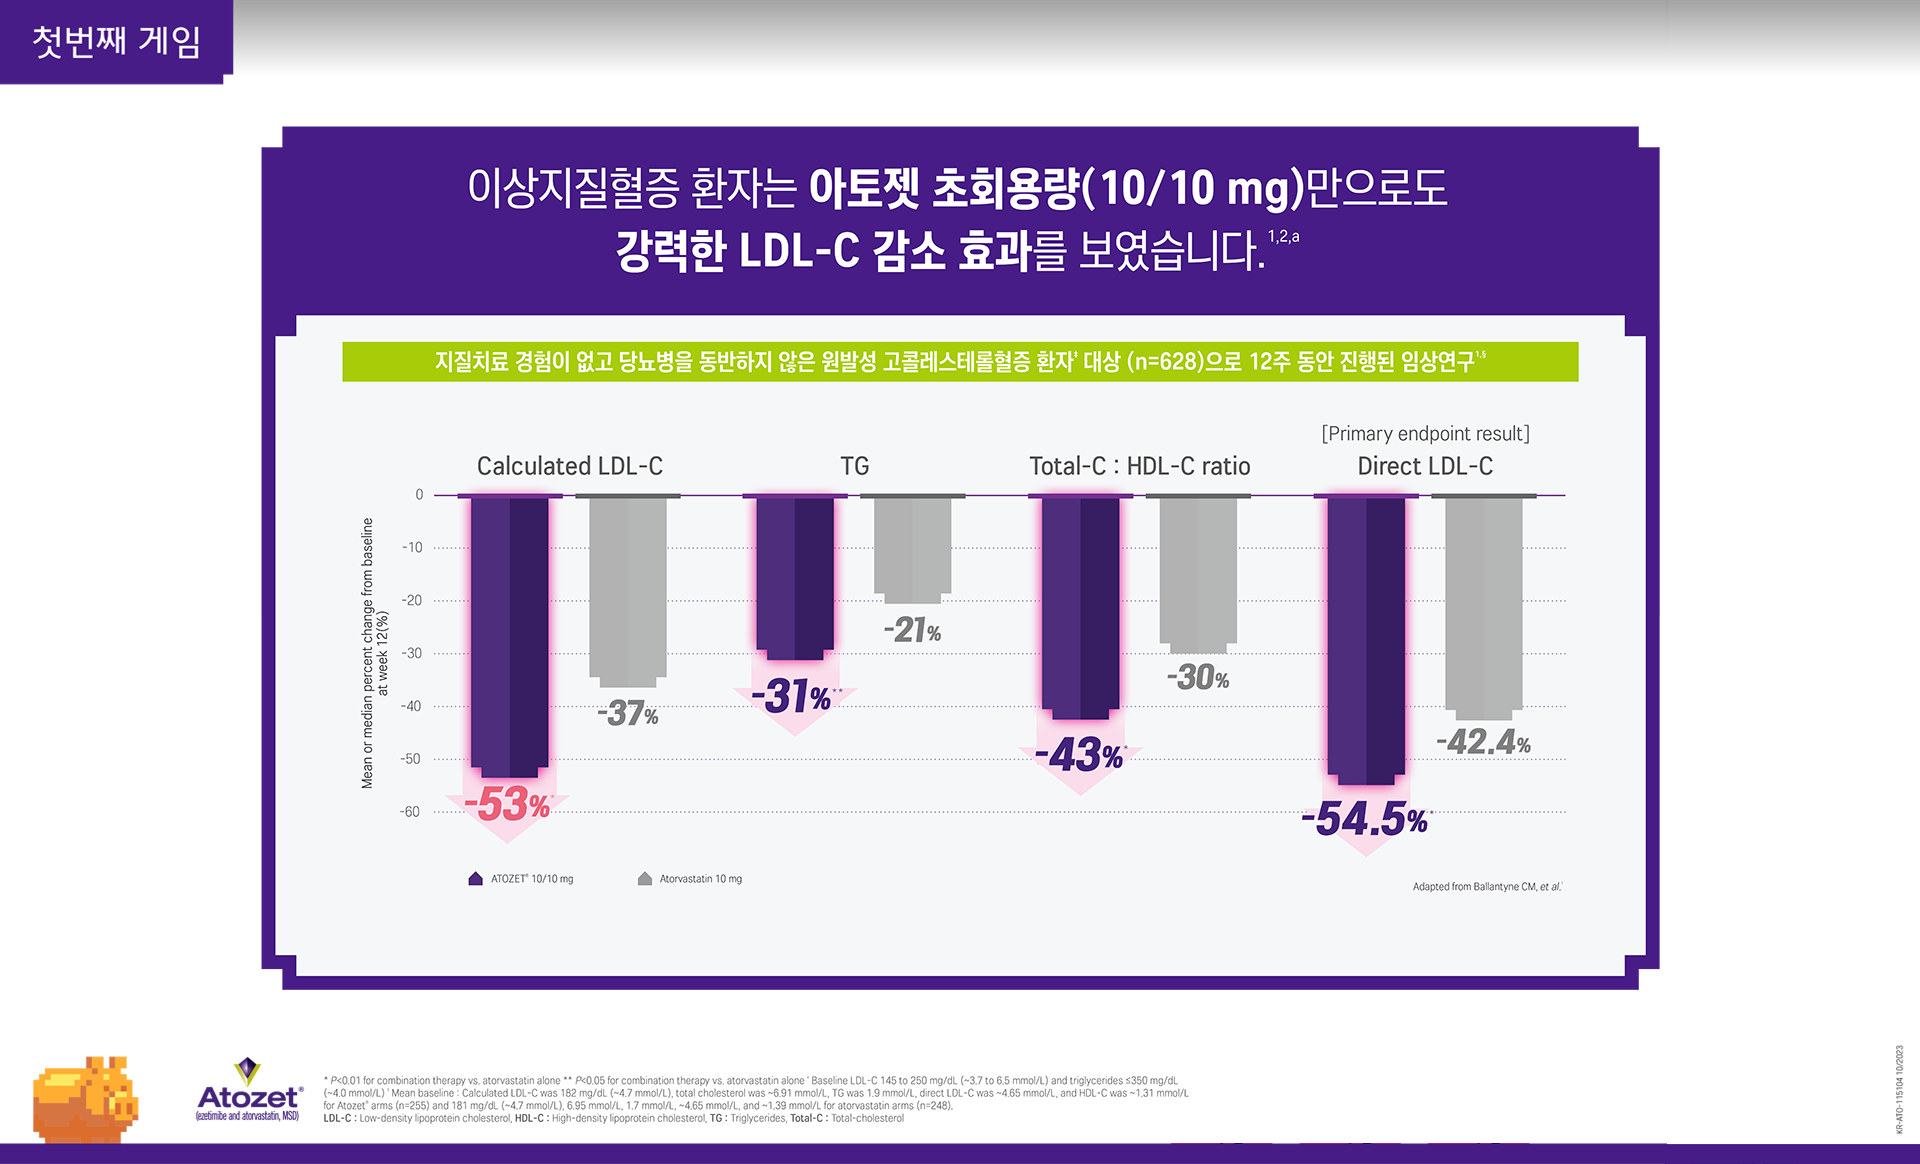 첫번째 게임
이상지질혈증 환자는 아토젯 초회용량(10/10 mg)만으로도
강력한 LDL-C 감소 효과를 보였습니다.1,2,a
지질치료 경험이 없고 당뇨병을 동반하지 않은 원발성 고콜레스테롤혈증 환자‡ 대상 (n=628)으로 12주 동안 진행된 임상연구1,§
[Primary endpoint result]
Calculated LDL-C
TG
Total-C : HDL-C ratio
Direct LDL-C
Mean or median percent change from baseline
at week 12(%)
0
-10
-20
-30
-40
-50
-60
-53%*
-37%
-31%**
-21%
-43%*
-30%
-54.5%*
-42.4%
ATOZET® 10/10 mg
Atorvastatin 10 mg
Adapted from Ballantyne CM, et al.1
Atozet®
(ezetimibe and atorvastatin, MSD)
* P<0.01 for combination therapy vs. atorvastatin alone ** P<0.05 for combination therapy vs. atorvastatin alone ‡ Baseline LDL-C 145 to 250 mg/dL (~3.7 to 6.5 mmol/L) and triglycerides ≤350 mg/dL
(~4.0 mmol/L) § Mean baseline : Calculated LDL-C was 182 mg/dL (~4.7 mmol/L), total cholesterol was ~6.91 mmol/L, TG was 1.9 mmol/L, direct LDL-C was ~4.65 mmol/L, and HDL-C was ~1.31 mmol/L
for Atozet® arms (n=255) and 181 mg/dL (~4.7 mmol/L), 6.95 mmol/L, 1.7 mmol/L, ~4.65 mmol/L, and ~1.39 mmol/L for atorvastatin arms (n=248).
LDL-C : Low-density lipoprotein cholesterol, HDL-C : High-density lipoprotein cholesterol, TG : Triglycerides, Total-C : Total-cholesterol
KR-ATO-115104 10/2023